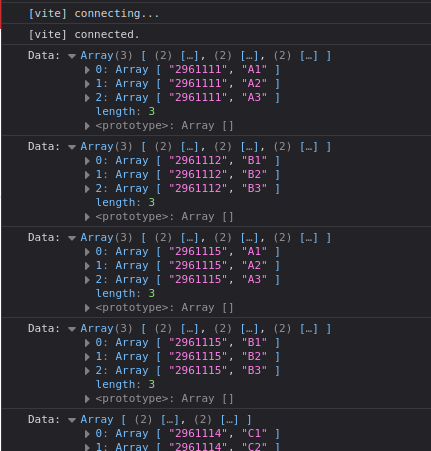 [vite] connecting...
[vite] connected.
Data: Array(3) [ (2) […], (2) […], (2) […] ]
0: Array [ "2961111", "A1" ]
1: Array [ "2961111", "A2" ]
2: Array [ "2961111", "A3" ]
length: 3
<prototype>: Array []
Data: Array(3) [ (2) […], (2) […], (2) […] ]
0: Array [ "2961112", "B1" ]
1: Array [ "2961112", "B2" ]
2: Array [ "2961112", "B3" ]
length: 3
<prototype>: Array []
Data: Array(3) [ (2) […], (2) […], (2) […] ]
0: Array [ "2961115", "A1" ]
1: Array [ "2961115", "A2" ]
2: Array [ "2961115", "A3" ]
length: 3
<prototype>: Array []
Data: Array(3) [ (2) […], (2) […], (2) […] ]
0: Array [ "2961115", "B1" ]
1: Array [ "2961115", "B2" ]
2: Array [ "2961115", "B3" ]
length: 3
<prototype>: Array []
Data: Array [ (2) […], (2) […] ]
0: Array [ "2961114", "C1" ]
1: Array [ "2961114", "C2" ]